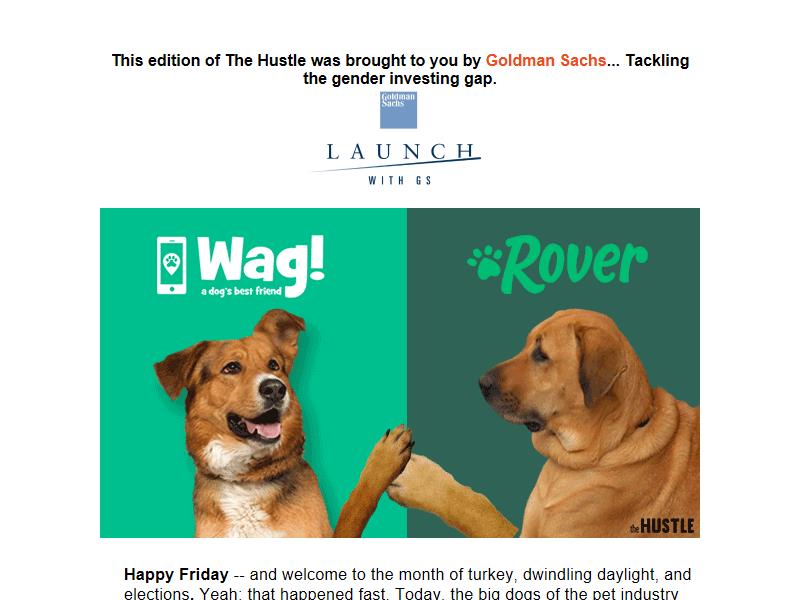 This edition of The Hustle was brought to you by Goldman Sachs... Tackling
the gender investing gap.
Goldman
Sachs
LAUNCH
WITH GS
Wag!
a dog's best friend
Rover
the HUSTLE
Happy Friday -- and welcome to the month of turkey, dwindling daylight, and
elections. Yeah; that happened fast. Today, the big dogs of the pet industry